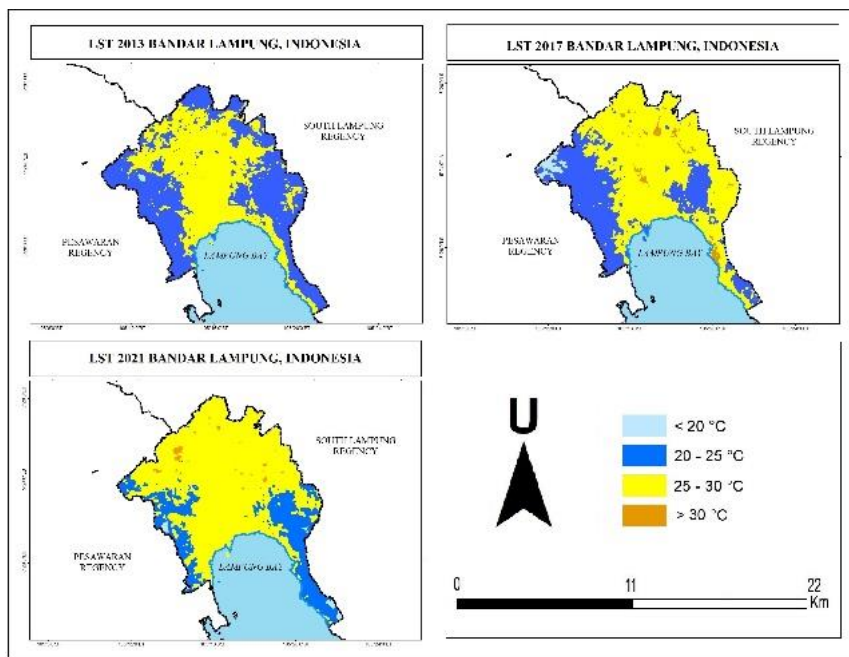 LST 2013 BANDAR LAMPUNG, INDONESIA
SOUTH LAMPUNG
REGENCY
PESAWARAN
REGENCY
LAMPUNG BAY
LST 2017 BANDAR LAMPUNG, INDONESIA
SOUTH LAMPUNG
REGENCY
PESAWARAN
REGENCY
LAMPUNG BAY
LST 2021 BANDAR LAMPUNG, INDONESIA
SOUTH LAMPUNG
REGENCY
PESAWARAN
REGENCY
LAMPUNG BAY
U
< 20 °C
20 - 25 °C
25 - 30 °C
> 30 °C
0 11 22
Km